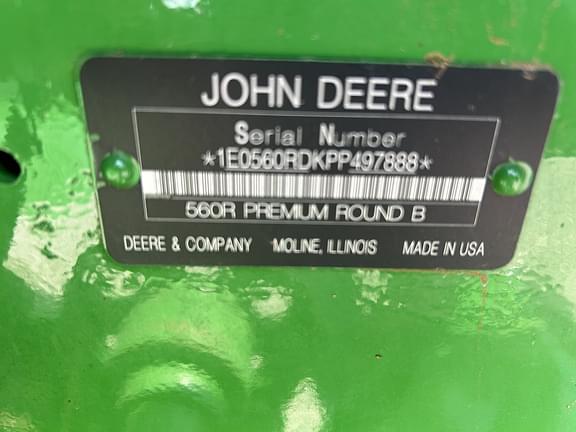 JOHN DEERE
Serial Number
*1E0560RDKPP497888*
560R PREMIUM ROUND B
DEERE & COMPANY MOLINE, ILLINOIS MADE IN USA